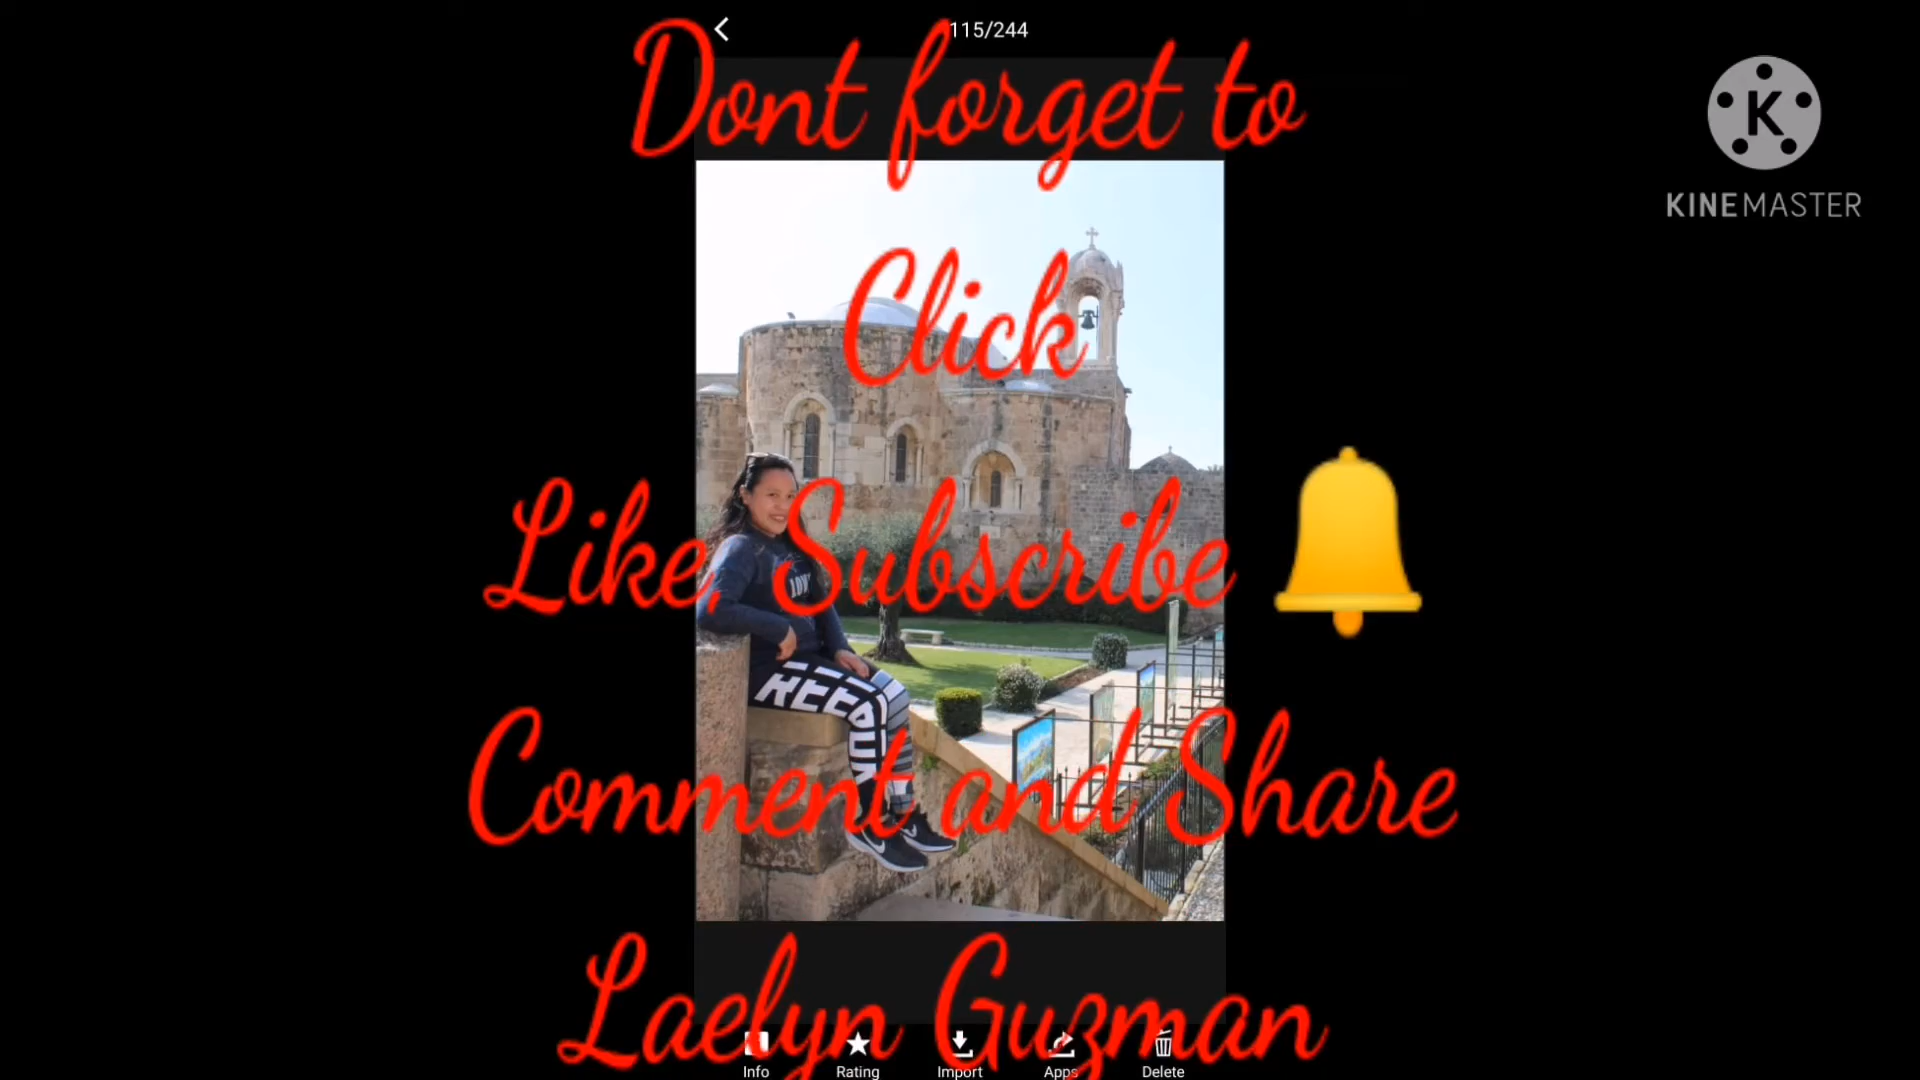 115/244
Dont forget to
KINEMASTER
Click
Like, Subscribe
Comment and Share
Laelyn Guzman
Info Rating Import Apps Delete